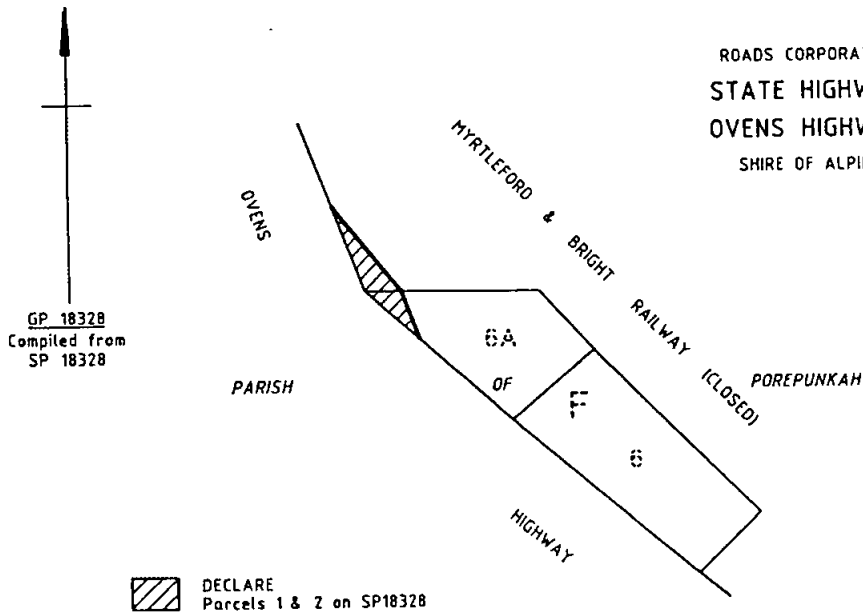 ROADS CORPORA
STATE HIGHW
OVENS HIGHW
SHIRE OF ALPI
MYRTLEFORD & BRIGHT RAILWAY (CLOSED)
OVENS
GP 18328
Compiled from
SP 18328
6A
PARISH OF POREPUNKAH
F
6
HIGHWAY
DECLARE
Parcels 1 & 2 on SP18328